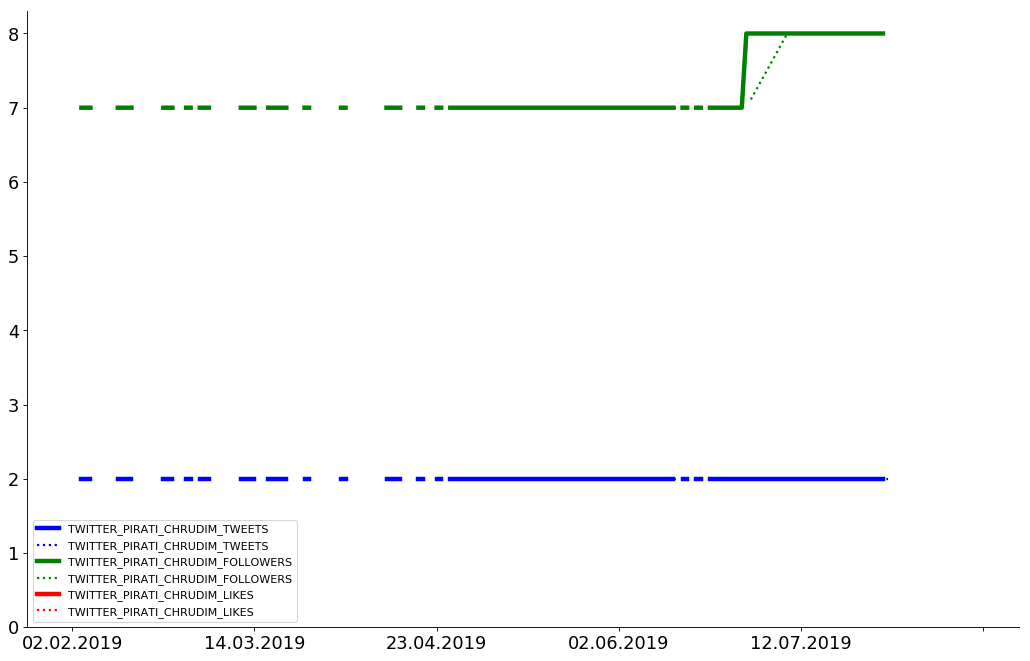 8
7
6
5
4
3
2
1
0
TWITTER_PIRATI_CHRUDIM_TWEETS
TWITTER_PIRATI_CHRUDIM_TWEETS
TWITTER_PIRATI_CHRUDIM_FOLLOWERS
TWITTER_PIRATI_CHRUDIM_FOLLOWERS
TWITTER_PIRATI_CHRUDIM_LIKES
TWITTER_PIRATI_CHRUDIM_LIKES
02.02.2019 14.03.2019 23.04.2019 02.06.2019 12.07.2019